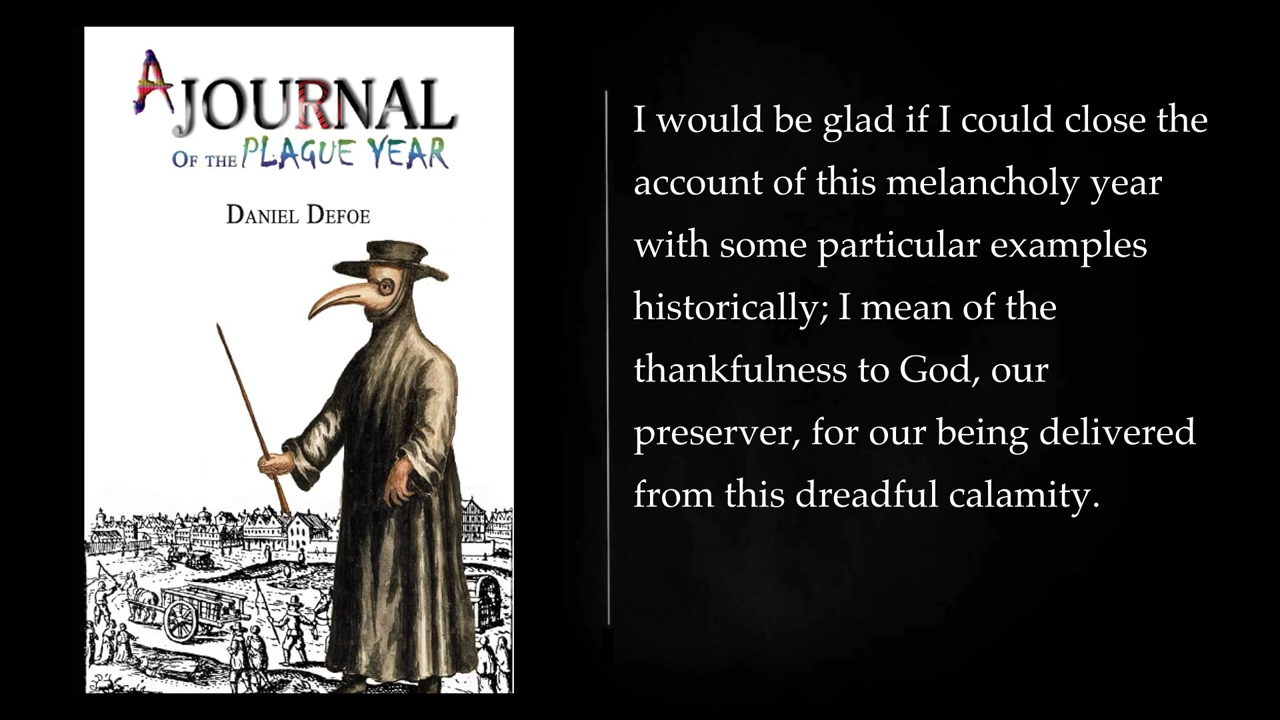 A JOURNAL
OF THE PLAGUE YEAR
DANIEL DEFOE
I would be glad if I could close the
account of this melancholy year
with some particular examples
historically; I mean of the
thankfulness to God, our
preserver, for our being delivered
from this dreadful calamity.